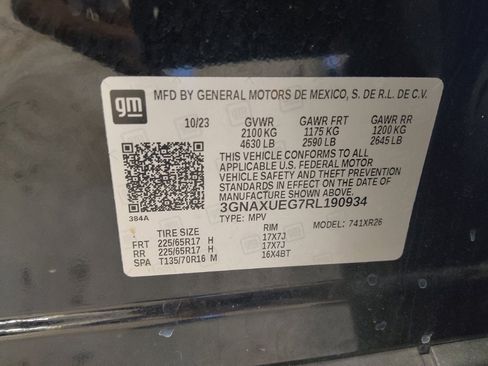 gm
MFD BY GENERAL MOTORS DE MEXICO, S. DE R.L. DE C.V.
10/23 GVWR GAWR FRT GAWR RR
2100 KG 1175 KG 1200 KG
4630 LB 2590 LB 2645 LB
THIS VEHICLE CONFORMS TO ALL
APPLICABLE U.S. FEDERAL MOTOR
VEHICLE SAFETY AND THEFT PREVENTION
STANDARDS IN EFFECT ON THE DATE OF
MANUFACTURE SHOWN ABOVE.
3GNAXUEG7RL190934
384A
TYPE: MPV MODEL: 741XR26
TIRE SIZE RIM
FRT 225/65R17 H 17X7J
RR 225/65R17 H 17X7J
SPA T135/70R16 M 16X4BT